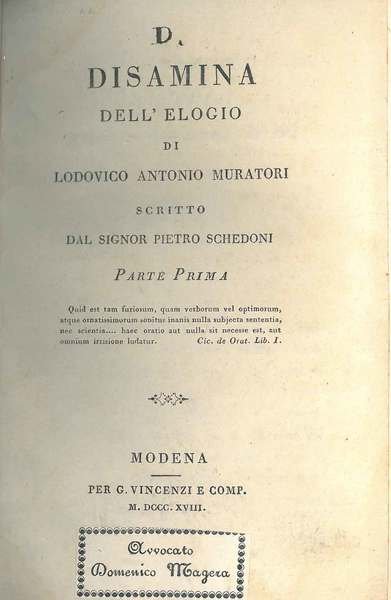 D.
DISAMINA
DELL' ELOGIO
DI
LODOVICO ANTONIO MURATORI
SCRITTO
DAL SIGNOR PIETRO SCHEDONI
PARTE PRIMA
Quid est tam furiosum, quam verborum vel optimorum,
atque ornatissimorum sonitus inanis nulla subjecta sententia,
nec scientia.... haec oratio aut nulla sit necesse est, aut
omnium irrisione ludatur. Cic. de Orat. Lib. I.
MODENA
PER G. VINCENZI E COMP.
M. DCCC. XVIII.
Avvocato
Domenico Magera